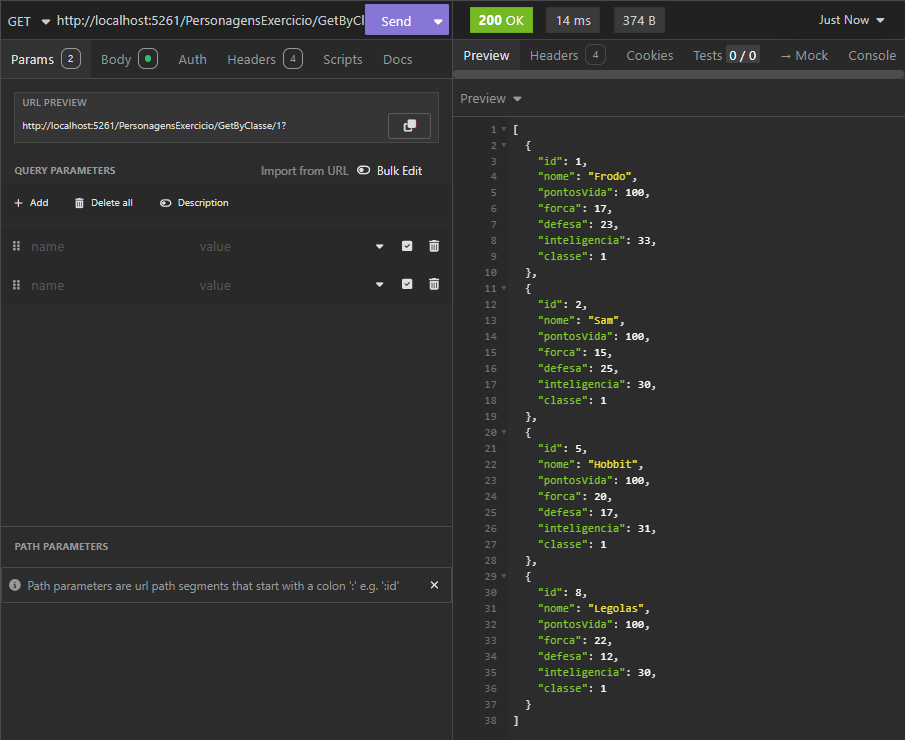 GET http://localhost:5261/PersonagensExercicio/GetByCl Send
Params 2 Body Auth Headers 4 Scripts Docs
URL PREVIEW
http://localhost:5261/PersonagensExercicio/GetByClasse/1?
QUERY PARAMETERS Import from URL Bulk Edit
+ Add Delete all Description
name value
name value
PATH PARAMETERS
Path parameters are url path segments that start with a colon ':' e.g. ':id'
200 OK 14 ms 374 B Just Now
Preview Headers 4 Cookies Tests 0 / 0 → Mock Console
Preview
1 [
2 {
3 "id": 1,
4 "nome": "Frodo",
5 "pontosVida": 100,
6 "forca": 17,
7 "defesa": 23,
8 "inteligencia": 33,
9 "classe": 1
10 },
11 {
12 "id": 2,
13 "nome": "Sam",
14 "pontosVida": 100,
15 "forca": 15,
16 "defesa": 25,
17 "inteligencia": 30,
18 "classe": 1
19 },
20 {
21 "id": 5,
22 "nome": "Hobbit",
23 "pontosVida": 100,
24 "forca": 20,
25 "defesa": 17,
26 "inteligencia": 31,
27 "classe": 1
28 },
29 {
30 "id": 8,
31 "nome": "Legolas",
32 "pontosVida": 100,
33 "forca": 22,
34 "defesa": 12,
35 "inteligencia": 30,
36 "classe": 1
37 }
38 ]